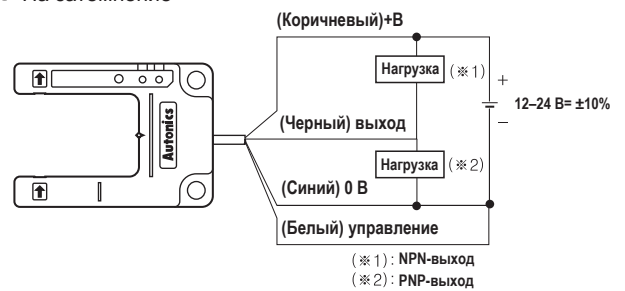 (Коричневый)+В
Нагрузка (※1)
+
12–24 В= ±10%
–
(Черный) выход
Autonics
Нагрузка (※2)
(Синий) 0 В
(Белый) управление
(※1): NPN-выход
(※2): PNP-выход